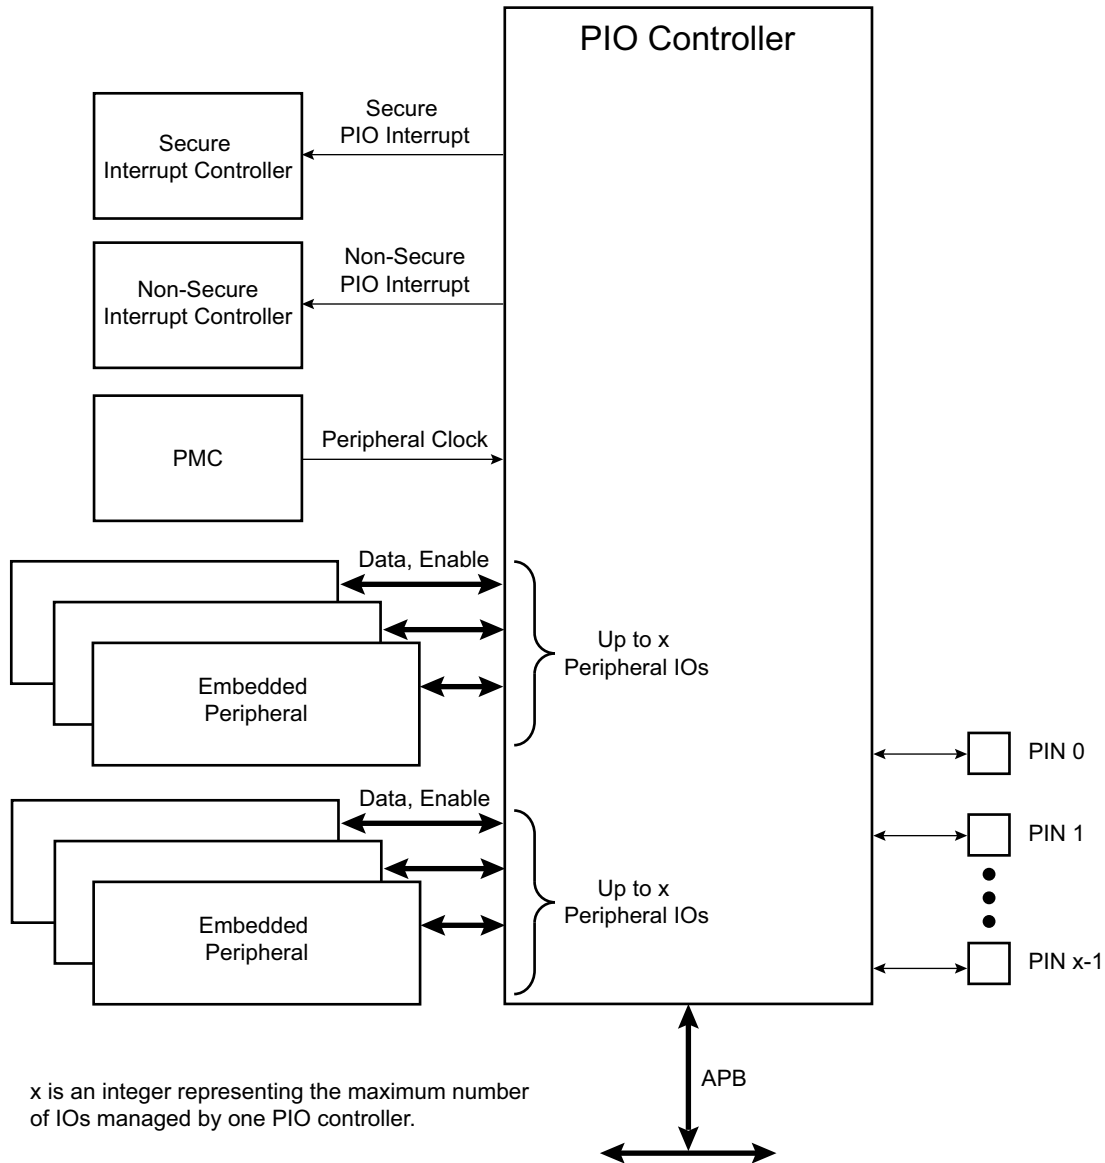 PIO Controller
Secure
PIO Interrupt
Secure
Interrupt Controller
Non-Secure
PIO Interrupt
Non-Secure
Interrupt Controller
Peripheral Clock
PMC
Data, Enable
Up to x
Peripheral IOs
Embedded
Peripheral
PIN 0
Data, Enable
PIN 1
Up to x
Peripheral IOs
Embedded
Peripheral
PIN x-1
APB
x is an integer representing the maximum number
of IOs managed by one PIO controller.